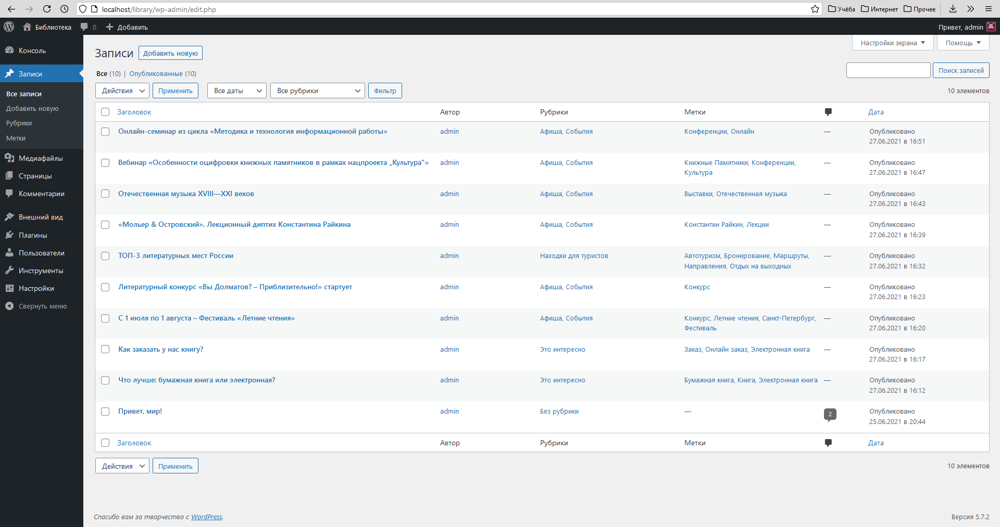 localhost/library/wp-admin/edit.php Учёба Интернет Прочее
Библиотека 0 Добавить Привет, admin
Консоль
Записи
Все записи
Добавить новую
Рубрики
Метки
Медиафайлы
Страницы
Комментарии
Внешний вид
Плагины
Пользователи
Инструменты
Настройки
Свернуть меню
Настройки экрана Помощь
Записи Добавить новую
Все (10) | Опубликованные (10)
Поиск записей
Действия Применить Все даты Все рубрики Фильтр 10 элементов
Заголовок Автор Рубрики Метки Дата
Онлайн-семинар из цикла «Методика и технология информационной работы» admin Афиша, События Конференции, Онлайн — Опубликовано
27.06.2021 в 16:51
Вебинар «Особенности оцифровки книжных памятников в рамках нацпроекта „Культура“» admin Афиша, События Книжные Памятники, Конференции, — Опубликовано
Культура 27.06.2021 в 16:47
Отечественная музыка XVIII—XXI веков admin Афиша, События Выставки, Отечественная музыка — Опубликовано
27.06.2021 в 16:43
«Мольер & Островский». Лекционный диптих Константина Райкина admin Афиша, События Константин Райкин, Лекции — Опубликовано
27.06.2021 в 16:39
ТОП-3 литературных мест России admin Находки для туристов Автотуризм, Бронирование, Маршруты, — Опубликовано
Направления, Отдых на выходных 27.06.2021 в 16:32
Литературный конкурс «Вы Долматов? – Приблизительно!» стартует admin Афиша, События Конкурс — Опубликовано
27.06.2021 в 16:23
С 1 июля по 1 августа – Фестиваль «Летние чтения» admin Афиша, События Конкурс, Летние чтения, Санкт-Петербург, — Опубликовано
Фестиваль 27.06.2021 в 16:20
Как заказать у нас книгу? admin Это интересно Заказ, Онлайн заказ, Электронная книга — Опубликовано
27.06.2021 в 16:17
Что лучше: бумажная книга или электронная? admin Это интересно Бумажная книга, Книга, Электронная книга — Опубликовано
27.06.2021 в 16:12
Привет, мир! admin Без рубрики — 2 Опубликовано
25.06.2021 в 20:44
Заголовок Автор Рубрики Метки Дата
Действия Применить 10 элементов
Спасибо вам за творчество с WordPress. Версия 5.7.2